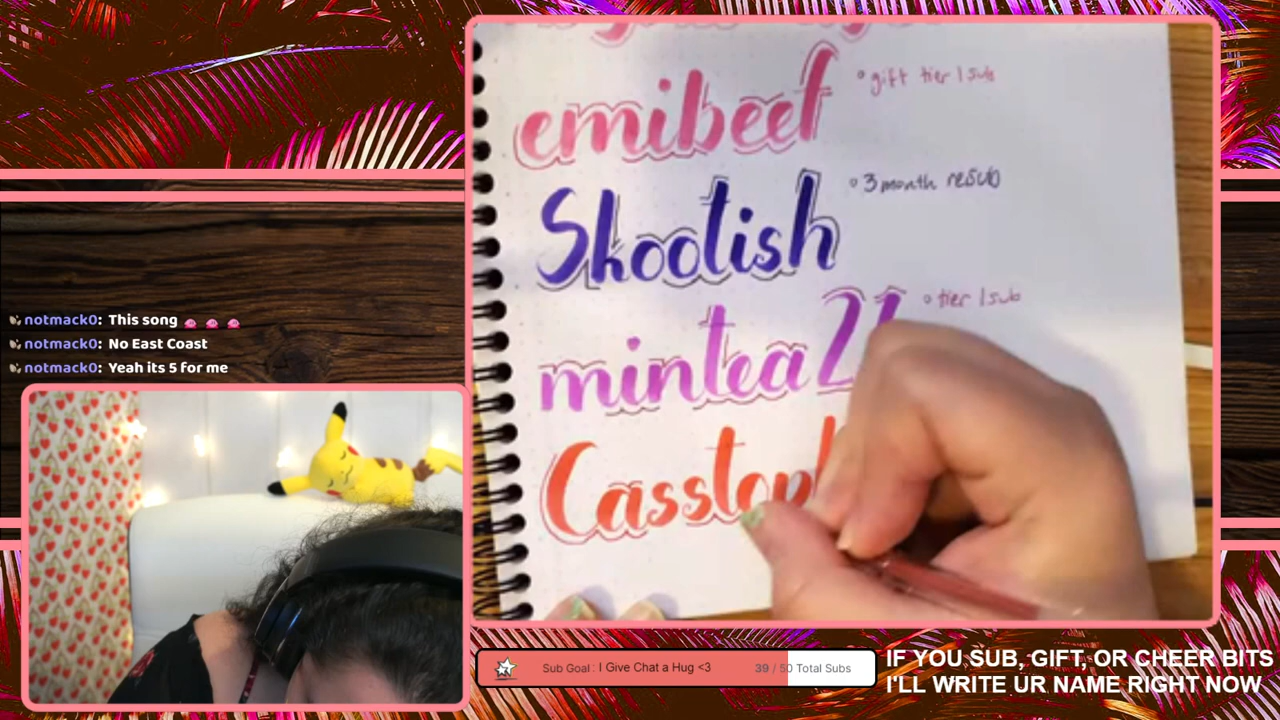 emibeef
° gift tier 1 sub
Skootish
° 3 month resub
mintea21
° tier 1 sub
notmack0: This song
notmack0: No East Coast
notmack0: Yeah its 5 for me
Sub Goal : I Give Chat a Hug <3 39 / 50 Total Subs
IF YOU SUB, GIFT, OR CHEER BITS
I'LL WRITE UR NAME RIGHT NOW